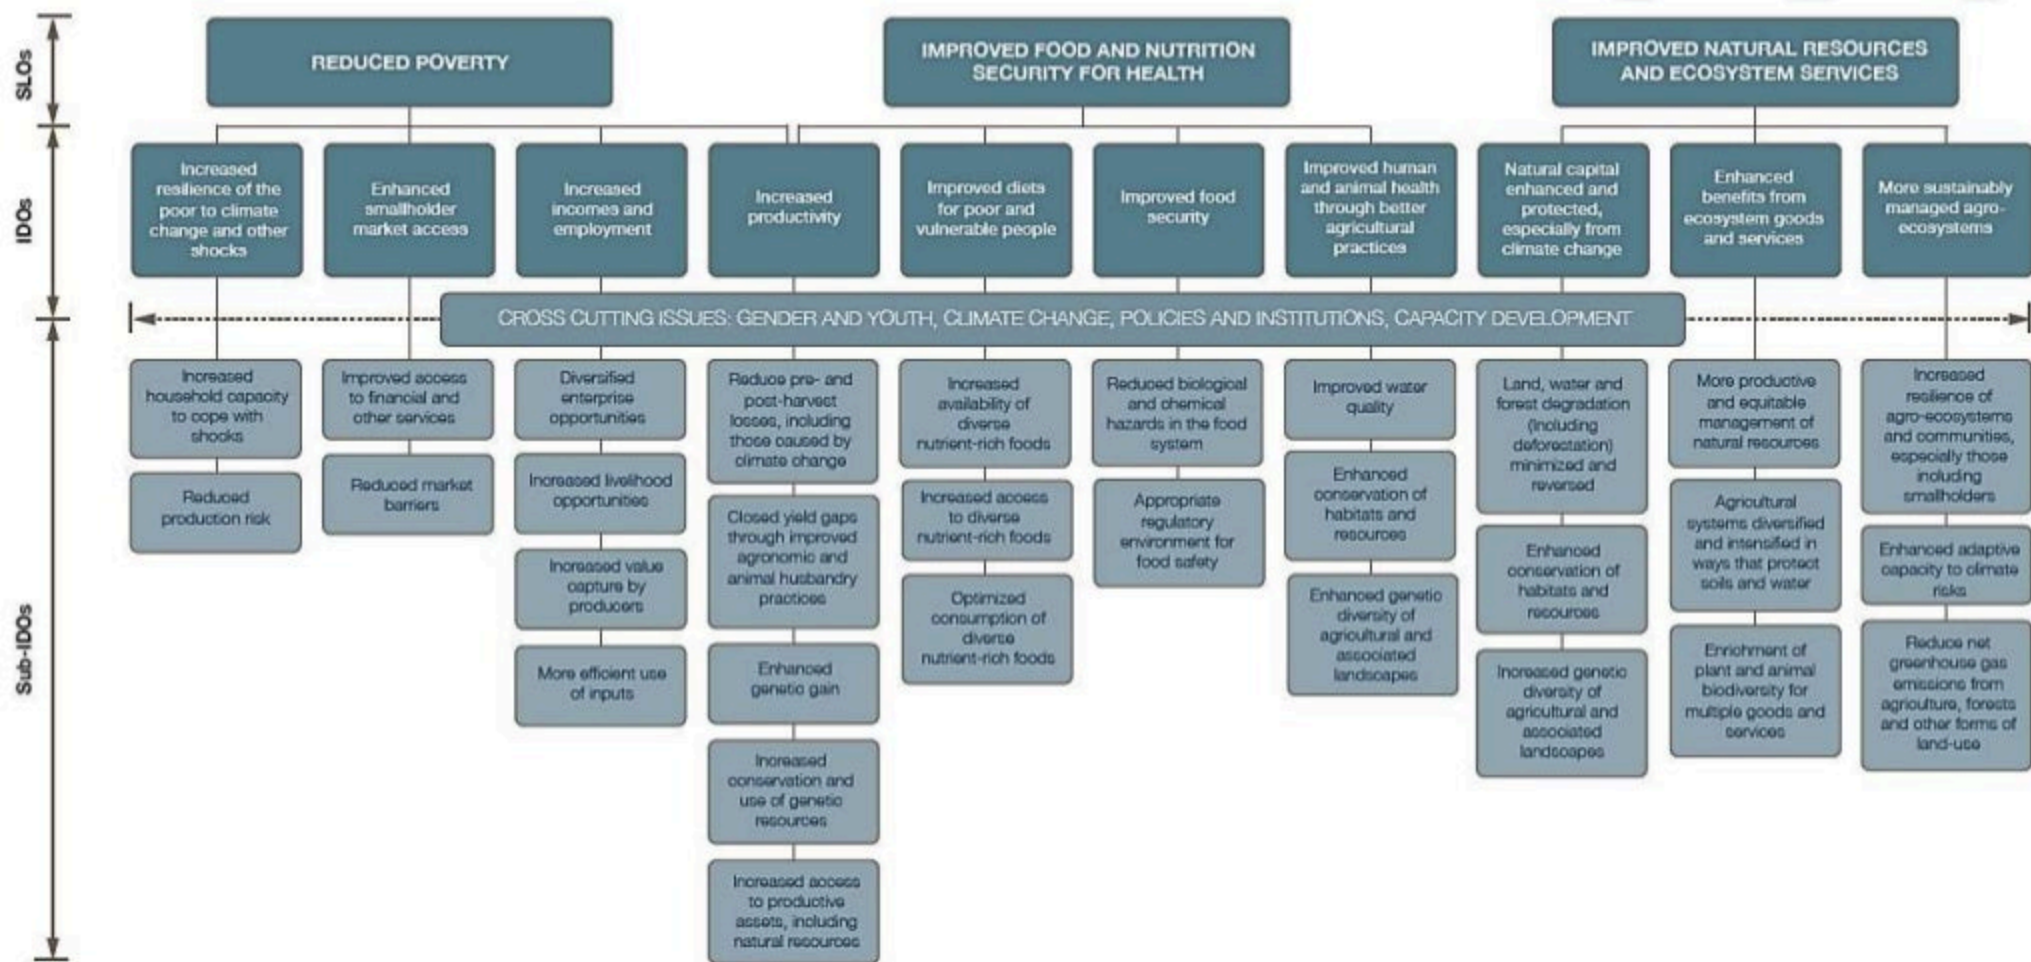 SLOs
REDUCED POVERTY
IMPROVED FOOD AND NUTRITION
SECURITY FOR HEALTH
IMPROVED NATURAL RESOURCES
AND ECOSYSTEM SERVICES
IDOs
Increased
resilience of the
poor to climate
change and other
shocks
Enhanced
smallholder
market access
Increased
incomes and
employment
Increased
productivity
Improved diets
for poor and
vulnerable people
Improved food
security
Improved human
and animal health
through better
agricultural
practices
Natural capital
enhanced and
protected,
especially from
climate change
Enhanced
benefits from
ecosystem goods
and services
More sustainably
managed agro-
ecosystems
CROSS CUTTING ISSUES: GENDER AND YOUTH, CLIMATE CHANGE, POLICIES AND INSTITUTIONS, CAPACITY DEVELOPMENT
Sub-IDOs
Increased
household capacity
to cope with
shocks
Reduced
production risk
Improved access
to financial and
other services
Reduced market
barriers
Diversified
enterprise
opportunities
Increased livelihood
opportunities
Increased value
capture by
producers
More efficient use
of inputs
Reduce pre- and
post-harvest
losses, including
those caused by
climate change
Closed yield gaps
through improved
agronomic and
animal husbandry
practices
Enhanced
genetic gain
Increased
conservation and
use of genetic
resources
Increased access
to productive
assets, including
natural resources
Increased
availability of
diverse
nutrient-rich foods
Increased access
to diverse
nutrient-rich foods
Optimized
consumption of
diverse
nutrient-rich foods
Reduced biological
and chemical
hazards in the food
system
Appropriate
regulatory
environment for
food safety
Improved water
quality
Enhanced
conservation of
habitats and
resources
Enhanced genetic
diversity of
agricultural and
associated
landscapes
Land, water and
forest degradation
(including
deforestation)
minimized and
reversed
Enhanced
conservation of
habitats and
resources
Increased genetic
diversity of
agricultural and
associated
landscapes
More productive
and equitable
management of
natural resources
Agricultural
systems diversified
and intensified in
ways that protect
soils and water
Enrichment of
plant and animal
biodiversity for
multiple goods and
services
Increased
resilience of
agro-ecosystems
and communities,
especially those
including
smallholders
Enhanced adaptive
capacity to climate
risks
Reduce net
greenhouse gas
emissions from
agriculture, forests
and other forms of
land-use